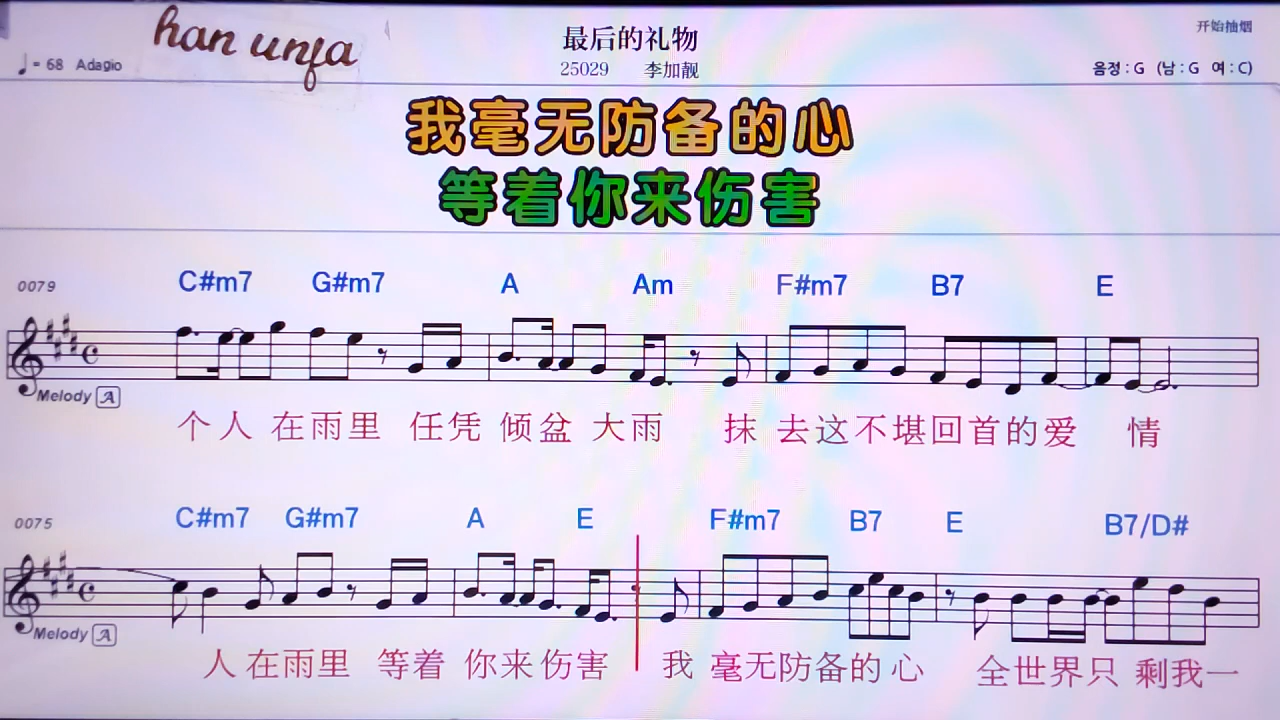 han unfa
最后的礼物
开始抽烟
♩= 68 Adagio
25029 李加靓
음정 : G (남 : G 여 : C)
我毫无防备的心
等着你来伤害
0079
C#m7 G#m7 A Am F#m7 B7 E
Melody A
个人 在雨里 任凭 倾盆 大雨 抹 去这不堪回首的爱 情
0075
C#m7 G#m7 A E F#m7 B7 E B7/D#
Melody A
人在雨里 等着 你来伤害 我 毫无防备的 心 全世界只 剩我一